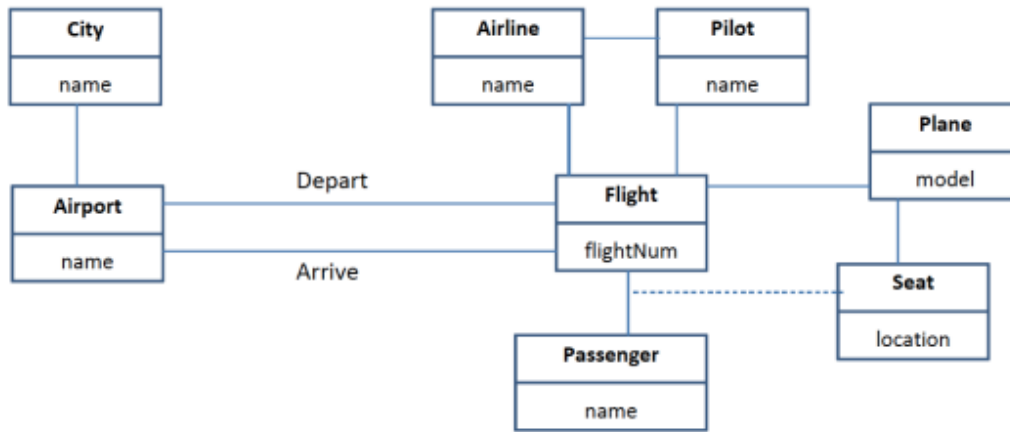 City
name
Airline
name
Pilot
name
Plane
model
Airport
name
Depart
Arrive
Flight
flightNum
Seat
location
Passenger
name